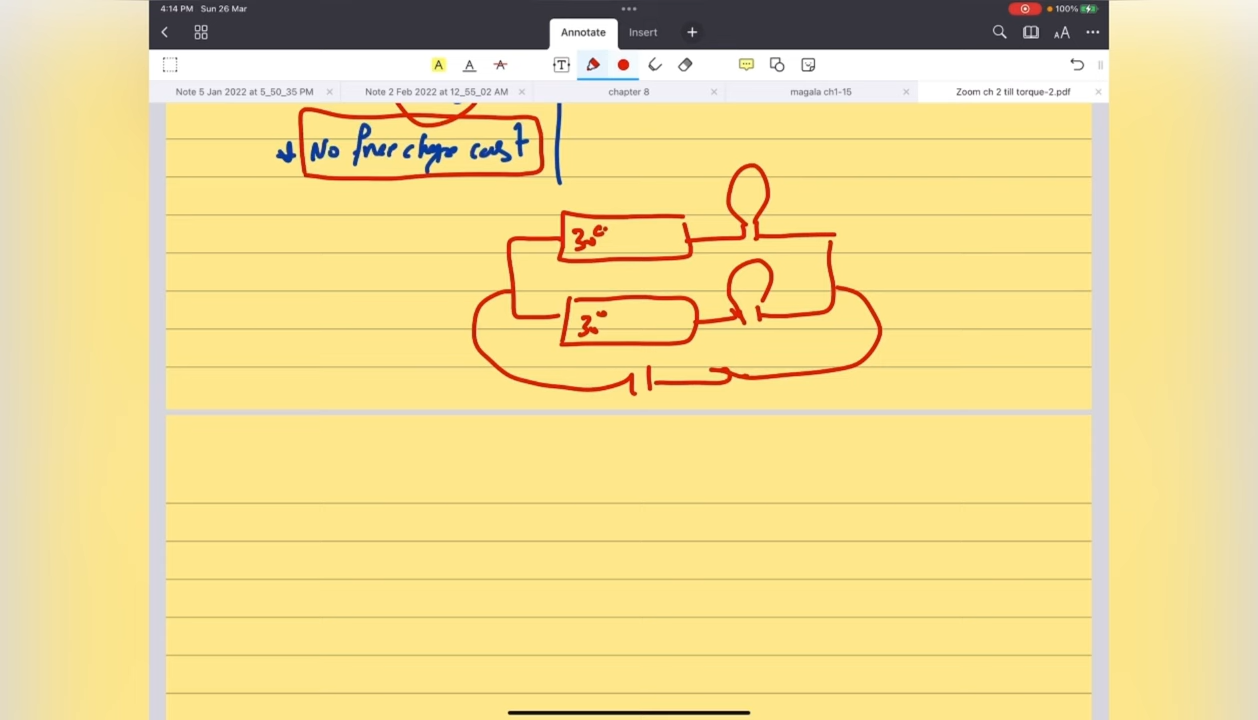 4:14 PM Sun 26 Mar
100%
Annotate
Insert
A A A
T
AA
Note 5 Jan 2022 at 5_50_35 PM
Note 2 Feb 2022 at 12_55_02 AM
chapter 8
magala ch1-15
Zoom ch 2 till torque-2.pdf
No free charge
30°
30°